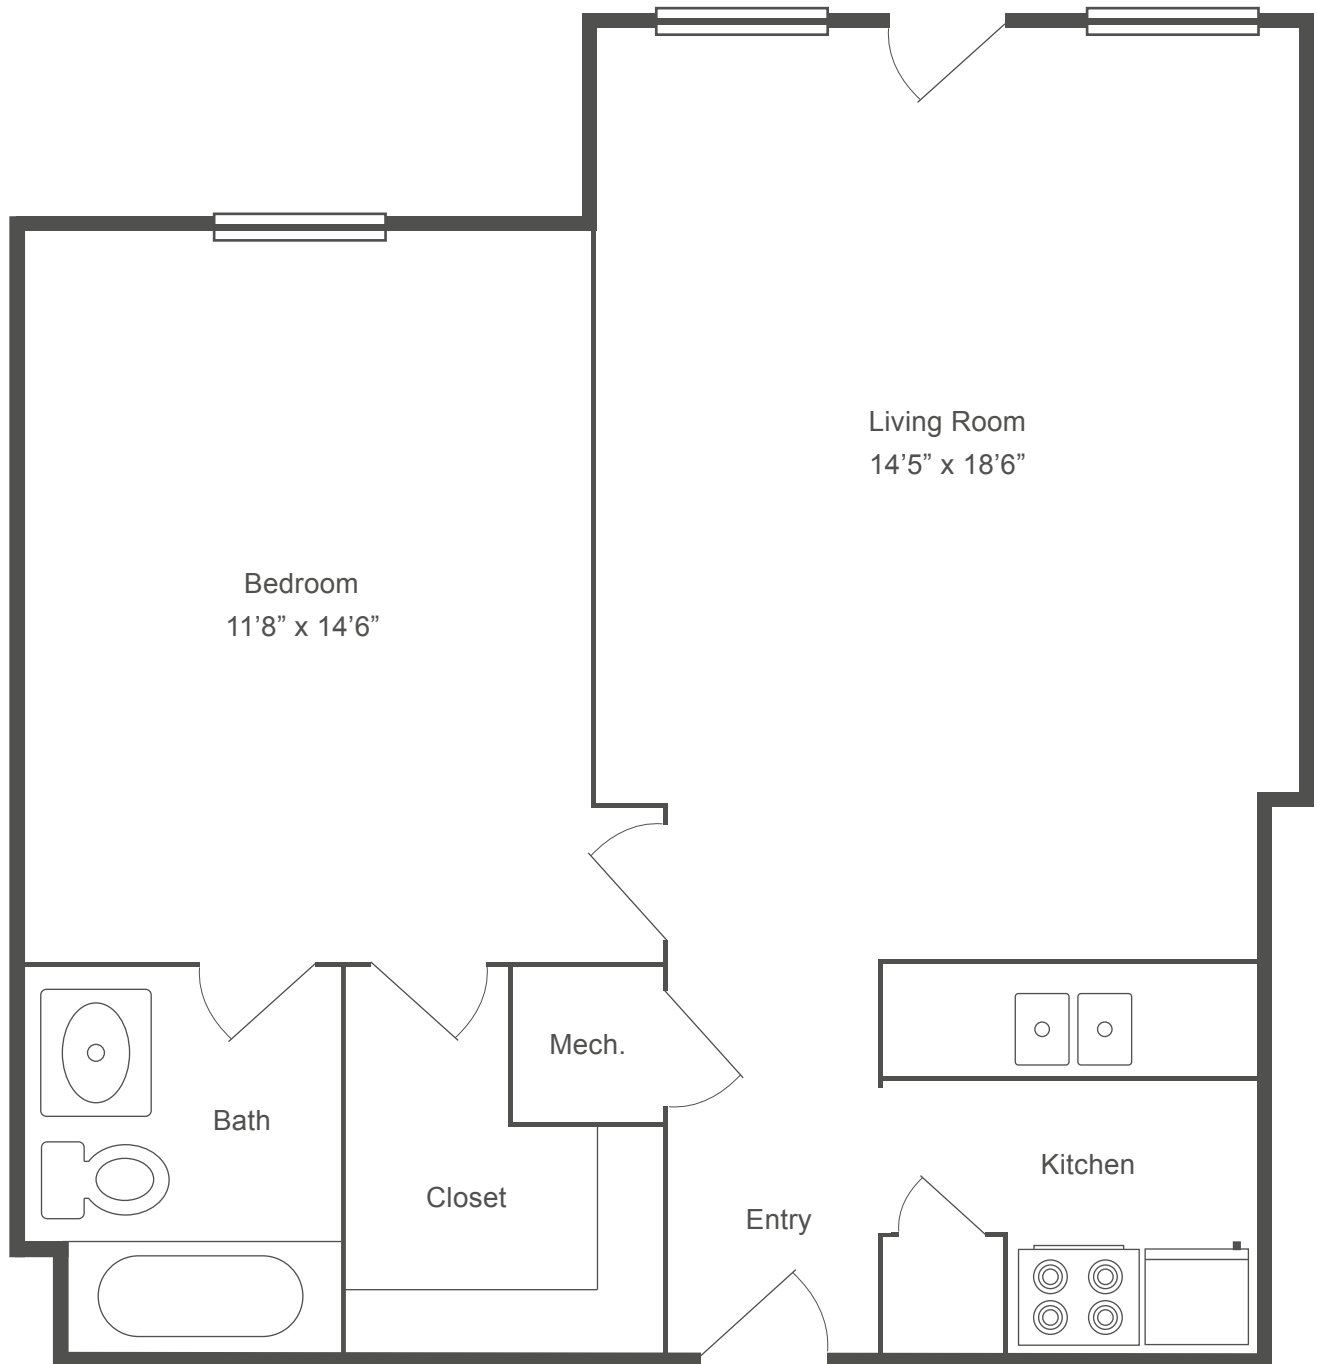 Living Room
14’5” x 18’6”
Bedroom
11’8” x 14’6”
Mech.
Bath
Kitchen
Closet
Entry